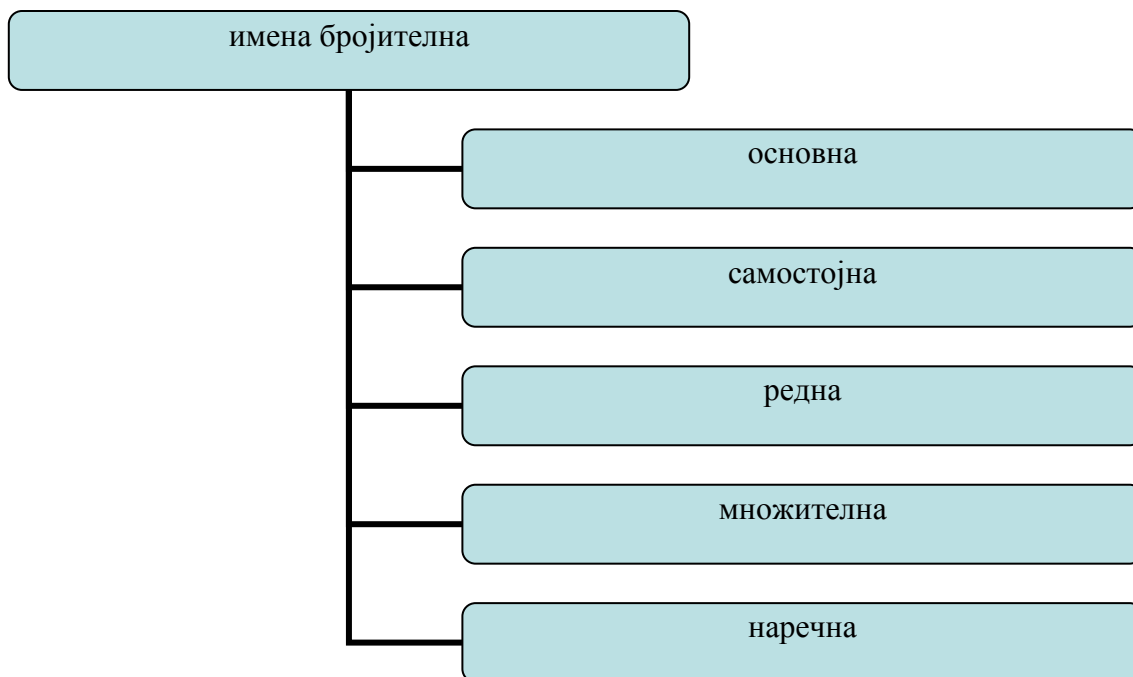 имена бројителна
основна
самостојна
редна
множителна
наречна